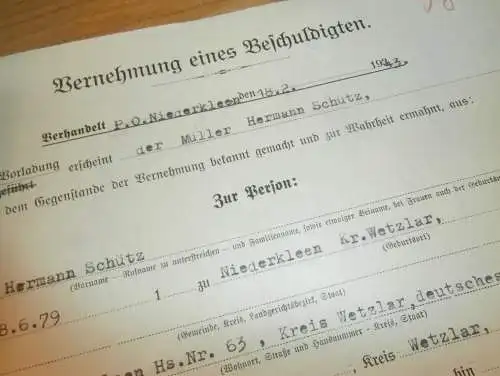 Vernehmung eines Beschuldigten.
Verhandelt P.O.Niederkleen den 18.2. 1943.
Vorladung erscheint der Müller Hermann Schütz,
geführt
dem Gegenstande der Vernehmung bekannt gemacht und zur Wahrheit ermahnt, aus:
Zur Person:
Hermann Schütz
(Vorname – Rufname zu unterstreichen – und Familienname, sowie etwaiger Beiname, bei Frauen auch der Geburtsname)
8.6.79 1 zu Niederkleen Kr.Wetzlar,
(Geburtsort)
(Gemeinde, Kreis, Landgerichtsbezirk, Staat)
Hs.Nr. 63 , Kreis Wetzlar,deutsches
(Wohnort, Straße und Hausnummer – Kreis, Staat)
, Kreis Wetzlar,
bin